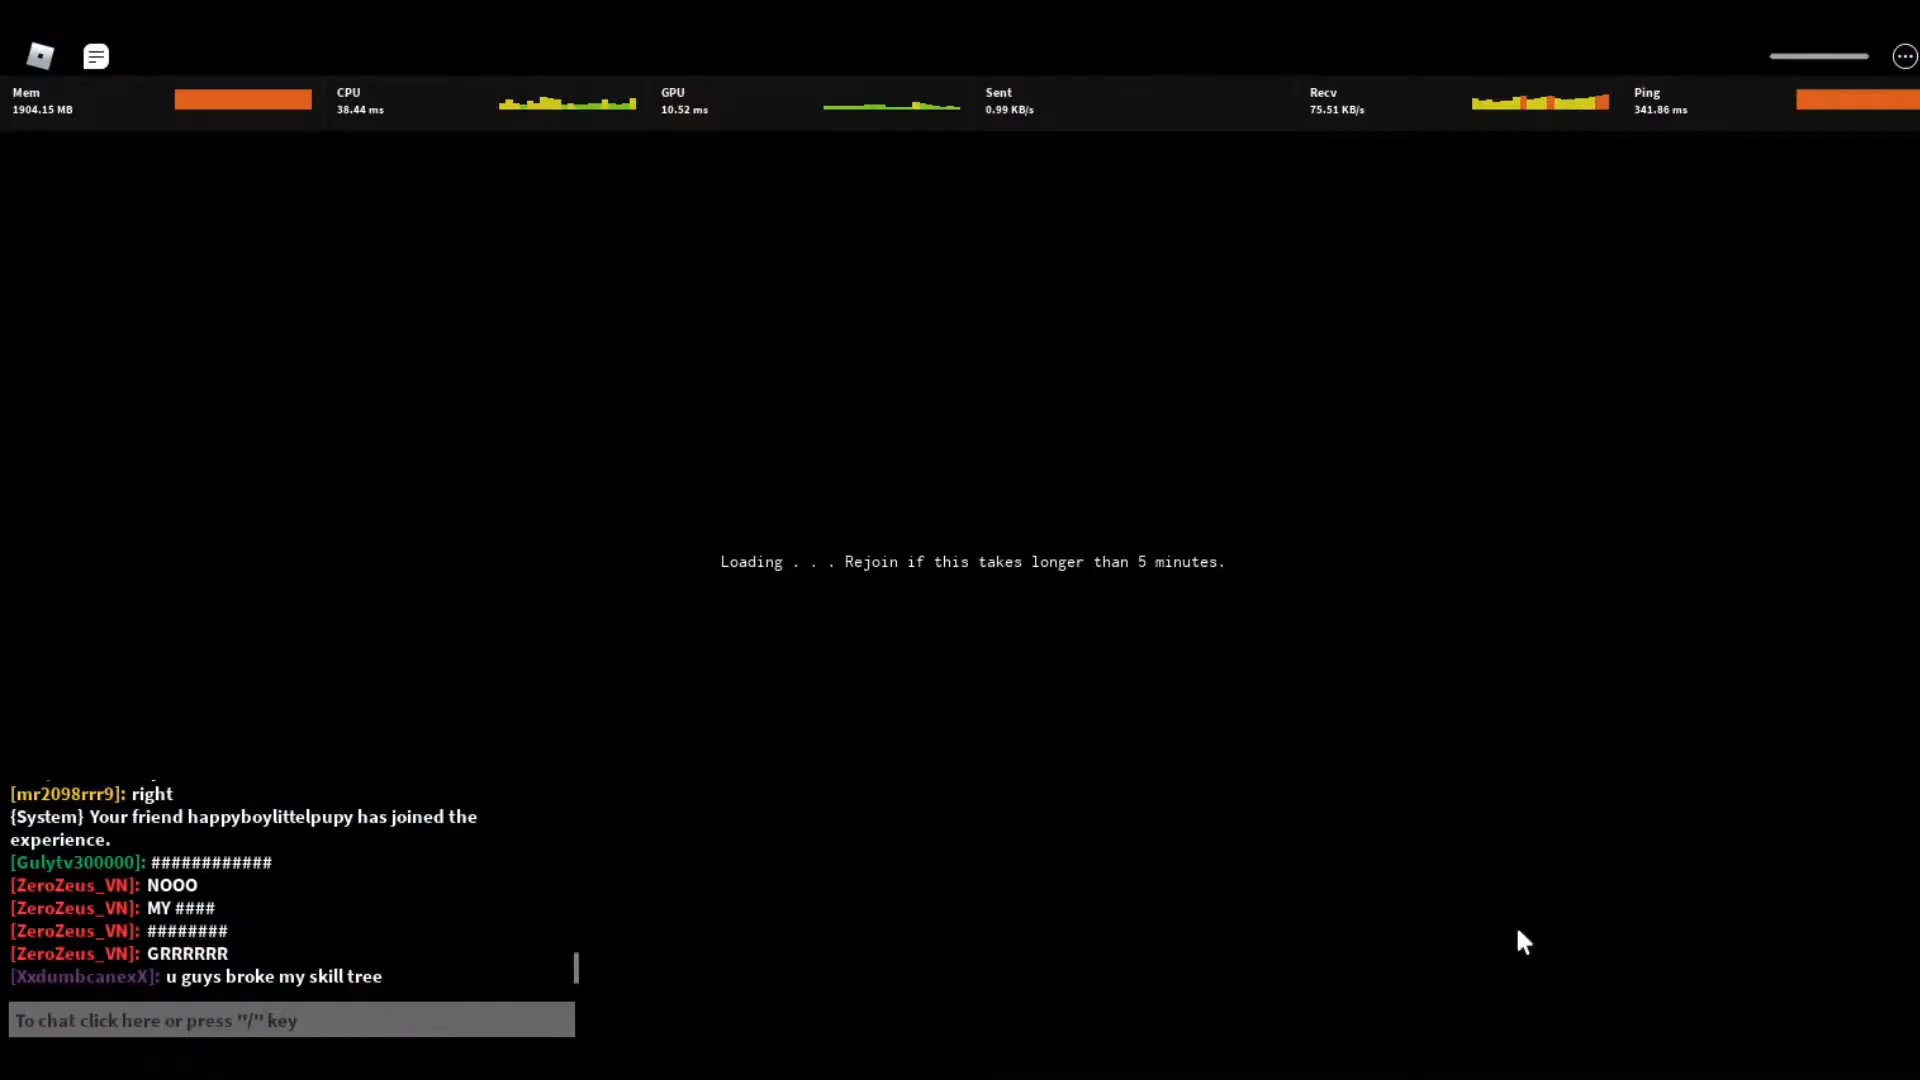 Mem CPU GPU Sent Recv Ping
1904.15 MB 38.44 ms 10.52 ms 0.99 KB/s 75.51 KB/s 341.86 ms
Loading . . . Rejoin if this takes longer than 5 minutes.
[mr2098rrr9]: right
{System} Your friend happyboylittelpupy has joined the
experience.
[Gulytv300000]: ############
[ZeroZeus_VN]: NOOO
[ZeroZeus_VN]: MY ####
[ZeroZeus_VN]: ########
[ZeroZeus_VN]: GRRRRRR
[XxdumbcanexX]: u guys broke my skill tree
To chat click here or press "/" key